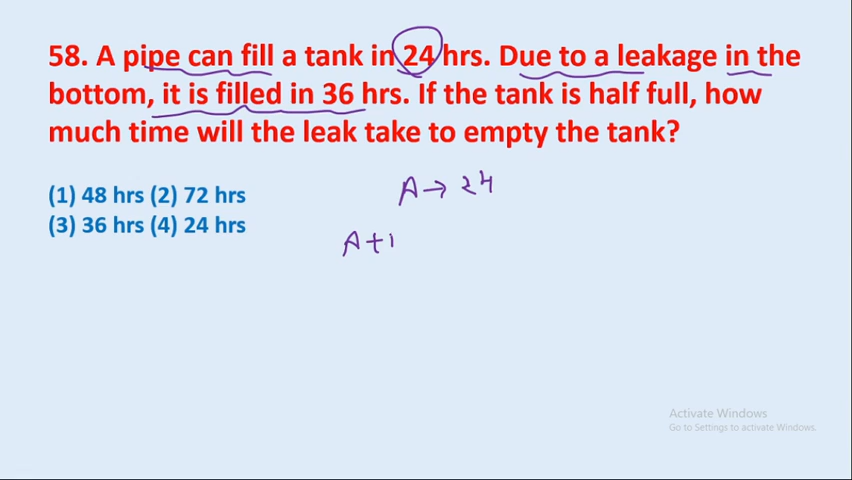 58. A pipe can fill a tank in 24 hrs. Due to a leakage in the
bottom, it is filled in 36 hrs. If the tank is half full, how
much time will the leak take to empty the tank?
(1) 48 hrs (2) 72 hrs
(3) 36 hrs (4) 24 hrs
A → 24
A+1
Activate Windows
Go to Settings to activate Windows.